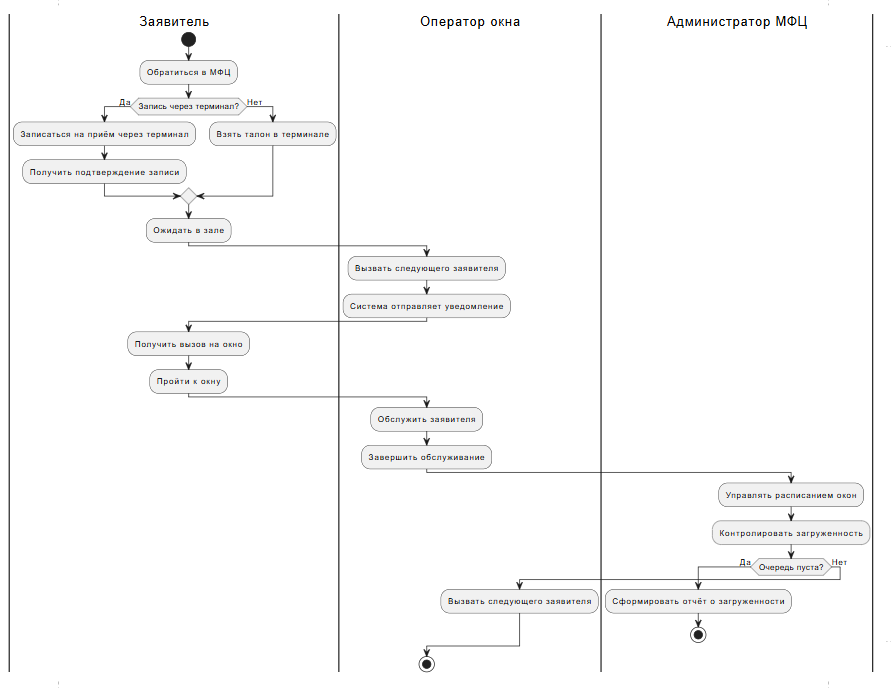 Заявитель
Оператор окна
Администратор МФЦ
Обратиться в МФЦ
Да
Запись через терминал?
Нет
Записаться на приём через терминал
Взять талон в терминале
Получить подтверждение записи
Ожидать в зале
Вызвать следующего заявителя
Система отправляет уведомление
Получить вызов на окно
Пройти к окну
Обслужить заявителя
Завершить обслуживание
Управлять расписанием окон
Контролировать загруженность
Да
Очередь пуста?
Нет
Вызвать следующего заявителя
Сформировать отчёт о загруженности